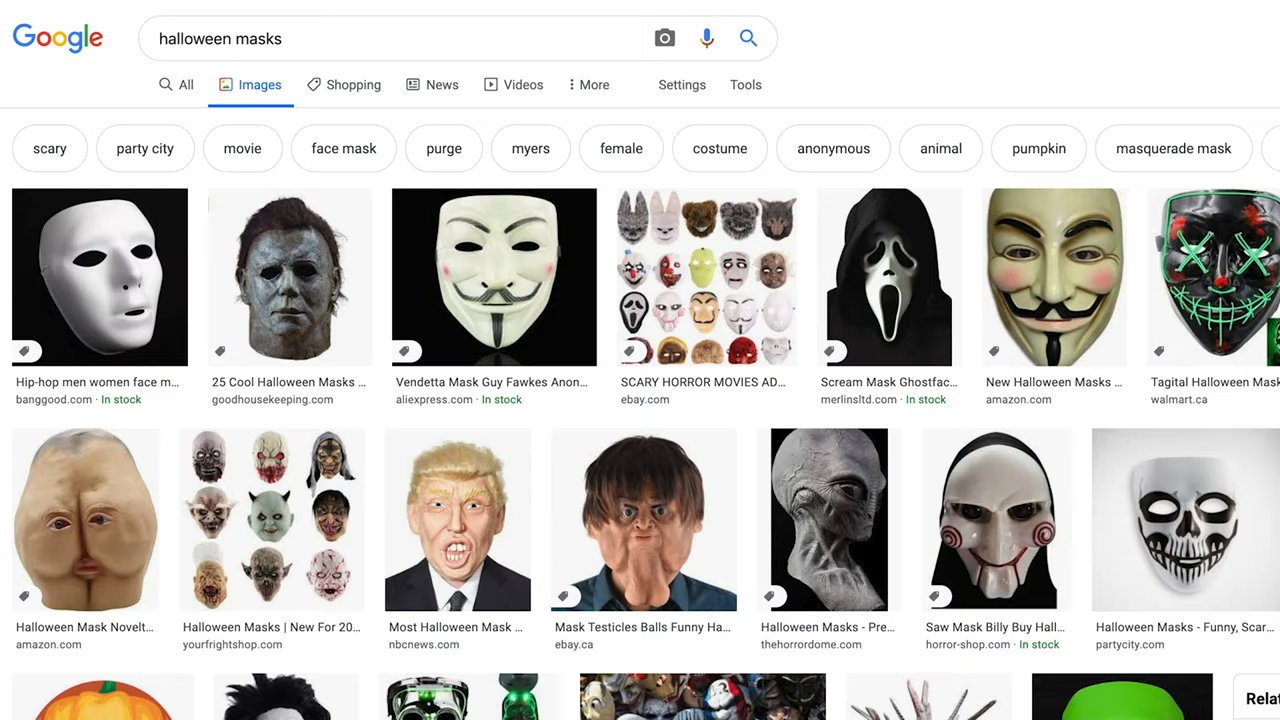 Google
halloween masks
All
Images
Shopping
News
Videos
More
Settings
Tools
scary
party city
movie
face mask
purge
myers
female
costume
anonymous
animal
pumpkin
masquerade mask
Hip-hop men women face m...
banggood.com · In stock
25 Cool Halloween Masks ...
goodhousekeeping.com
Vendetta Mask Guy Fawkes Anon...
aliexpress.com · In stock
SCARY HORROR MOVIES AD...
ebay.com
Scream Mask Ghostfac...
merlinsltd.com · In stock
New Halloween Masks ...
amazon.com
Tagital Halloween Mask
walmart.ca
Halloween Mask Novelt...
amazon.com
Halloween Masks | New For 20...
yourfrightshop.com
Most Halloween Mask ...
nbcnews.com
Mask Testicles Balls Funny Ha...
ebay.ca
Halloween Masks - Pre...
thehorrordome.com
Saw Mask Billy Buy Hall...
horror-shop.com · In stock
Halloween Masks - Funny, Scar...
partycity.com